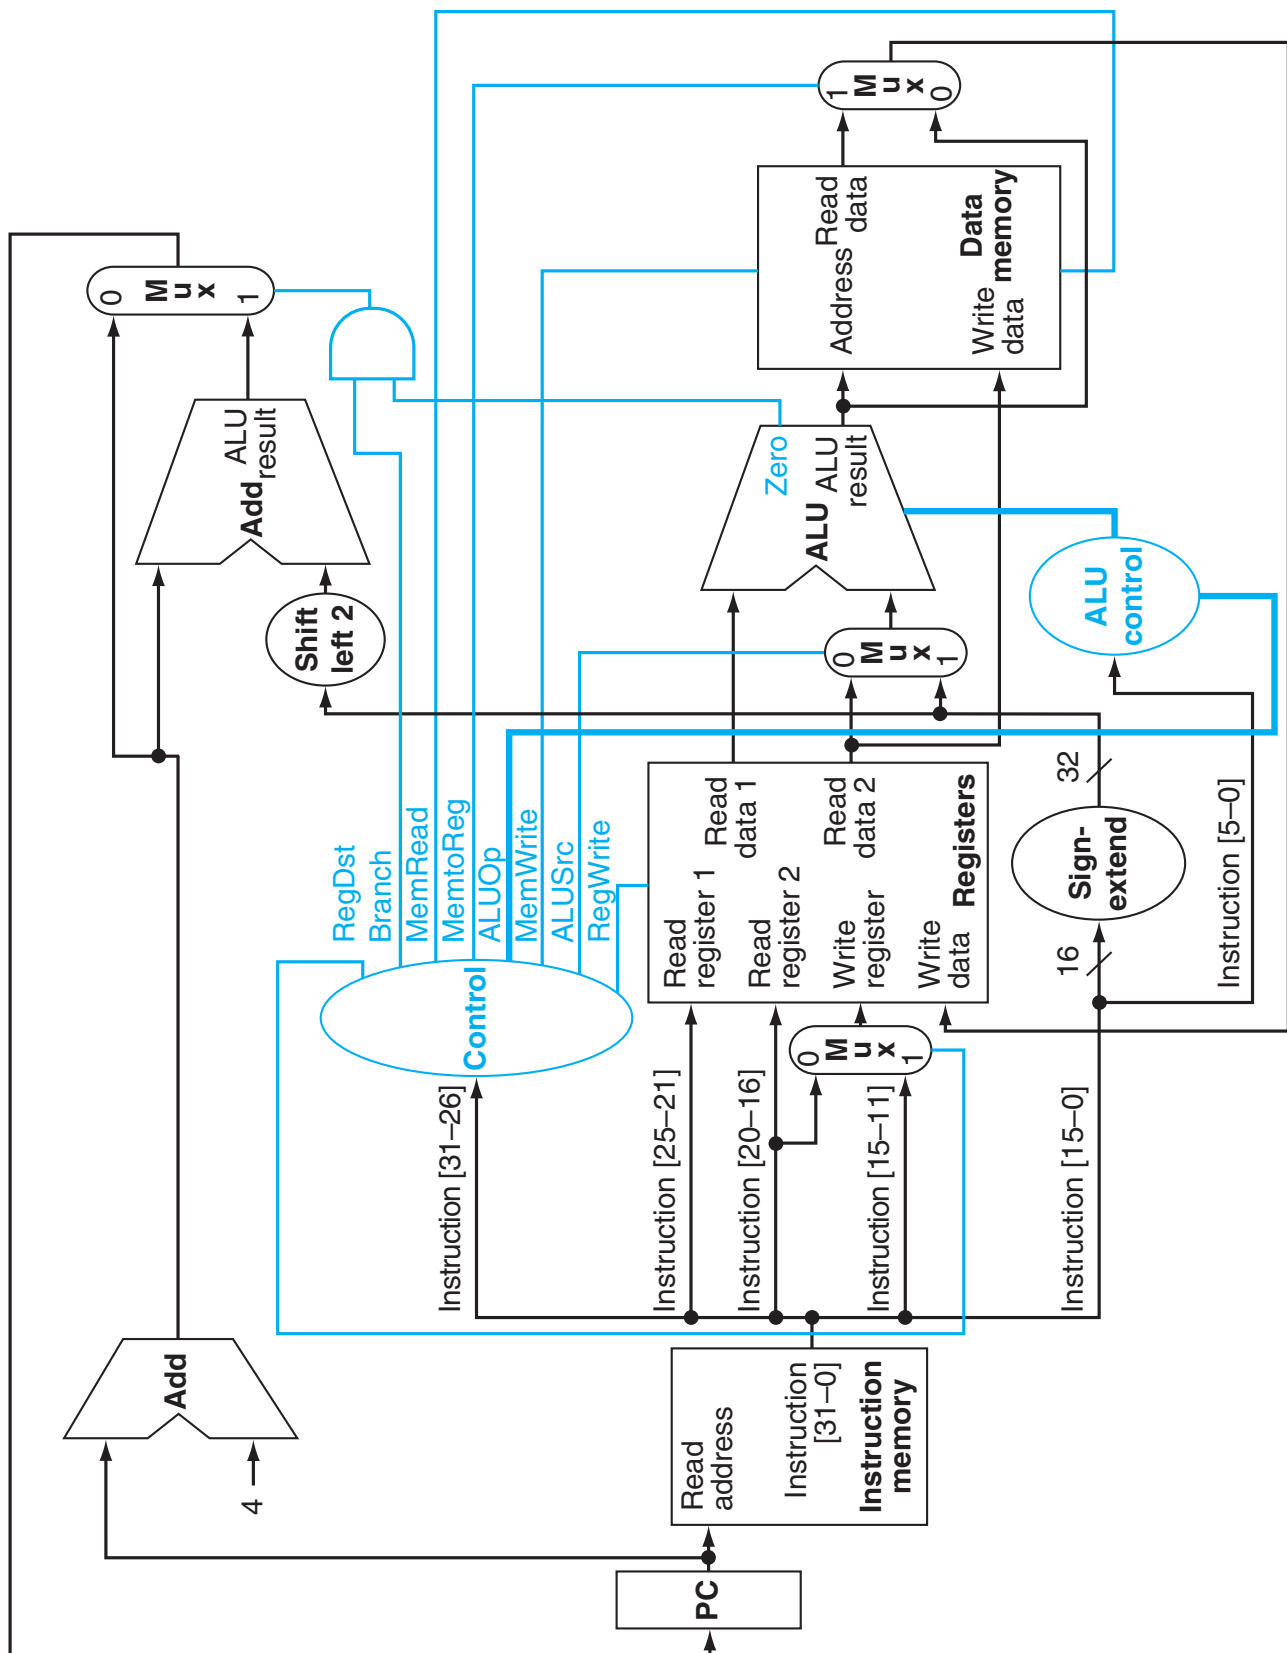 PC
4
Add
Read
address
Instruction
[31–0]
Instruction
memory
Instruction [31–26]
Instruction [25–21]
Instruction [20–16]
Instruction [15–11]
Instruction [15–0]
Instruction [5–0]
Control
RegDst
Branch
MemRead
MemtoReg
ALUOp
MemWrite
ALUSrc
RegWrite
0
M
u
x
1
Read
register 1
Read
register 2
Write
register
Write
data
Read
data 1
Read
data 2
Registers
16
Sign-
extend
32
Shift
left 2
Add
ALU
result
0
M
u
x
1
0
M
u
x
1
Zero
ALU
ALU
result
ALU
control
Address
Read
data
Write
data
Data
memory
1
M
u
x
0